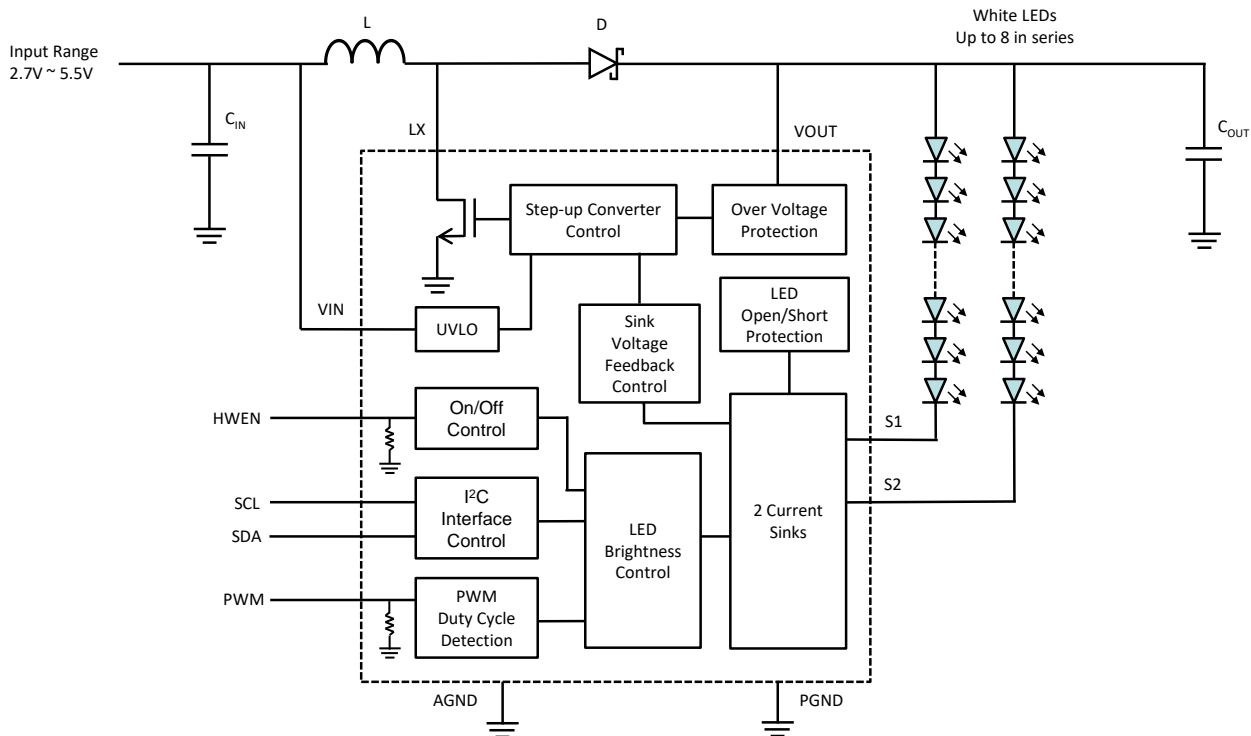 L
D
White LEDs
Up to 8 in series
Input Range
2.7V ~ 5.5V
C_IN
LX
VOUT
C_OUT
Step-up Converter
Control
Over Voltage
Protection
VIN
UVLO
Sink
Voltage
Feedback
Control
LED
Open/Short
Protection
HWEN
On/Off
Control
S1
SCL
SDA
I²C
Interface
Control
LED
Brightness
Control
2 Current
Sinks
S2
PWM
PWM
Duty Cycle
Detection
AGND
PGND